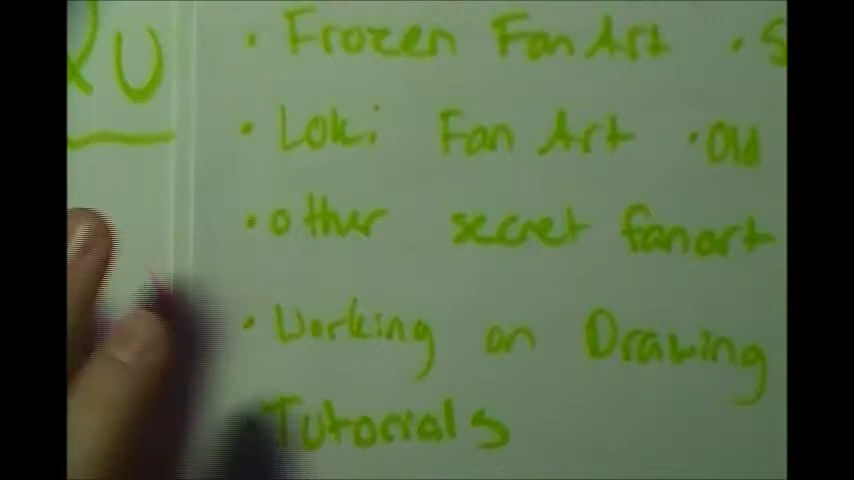 • Frozen Fan Art •
• Loki Fan Art • Old
• other secret fanart
• Working on Drawing
Tutorials